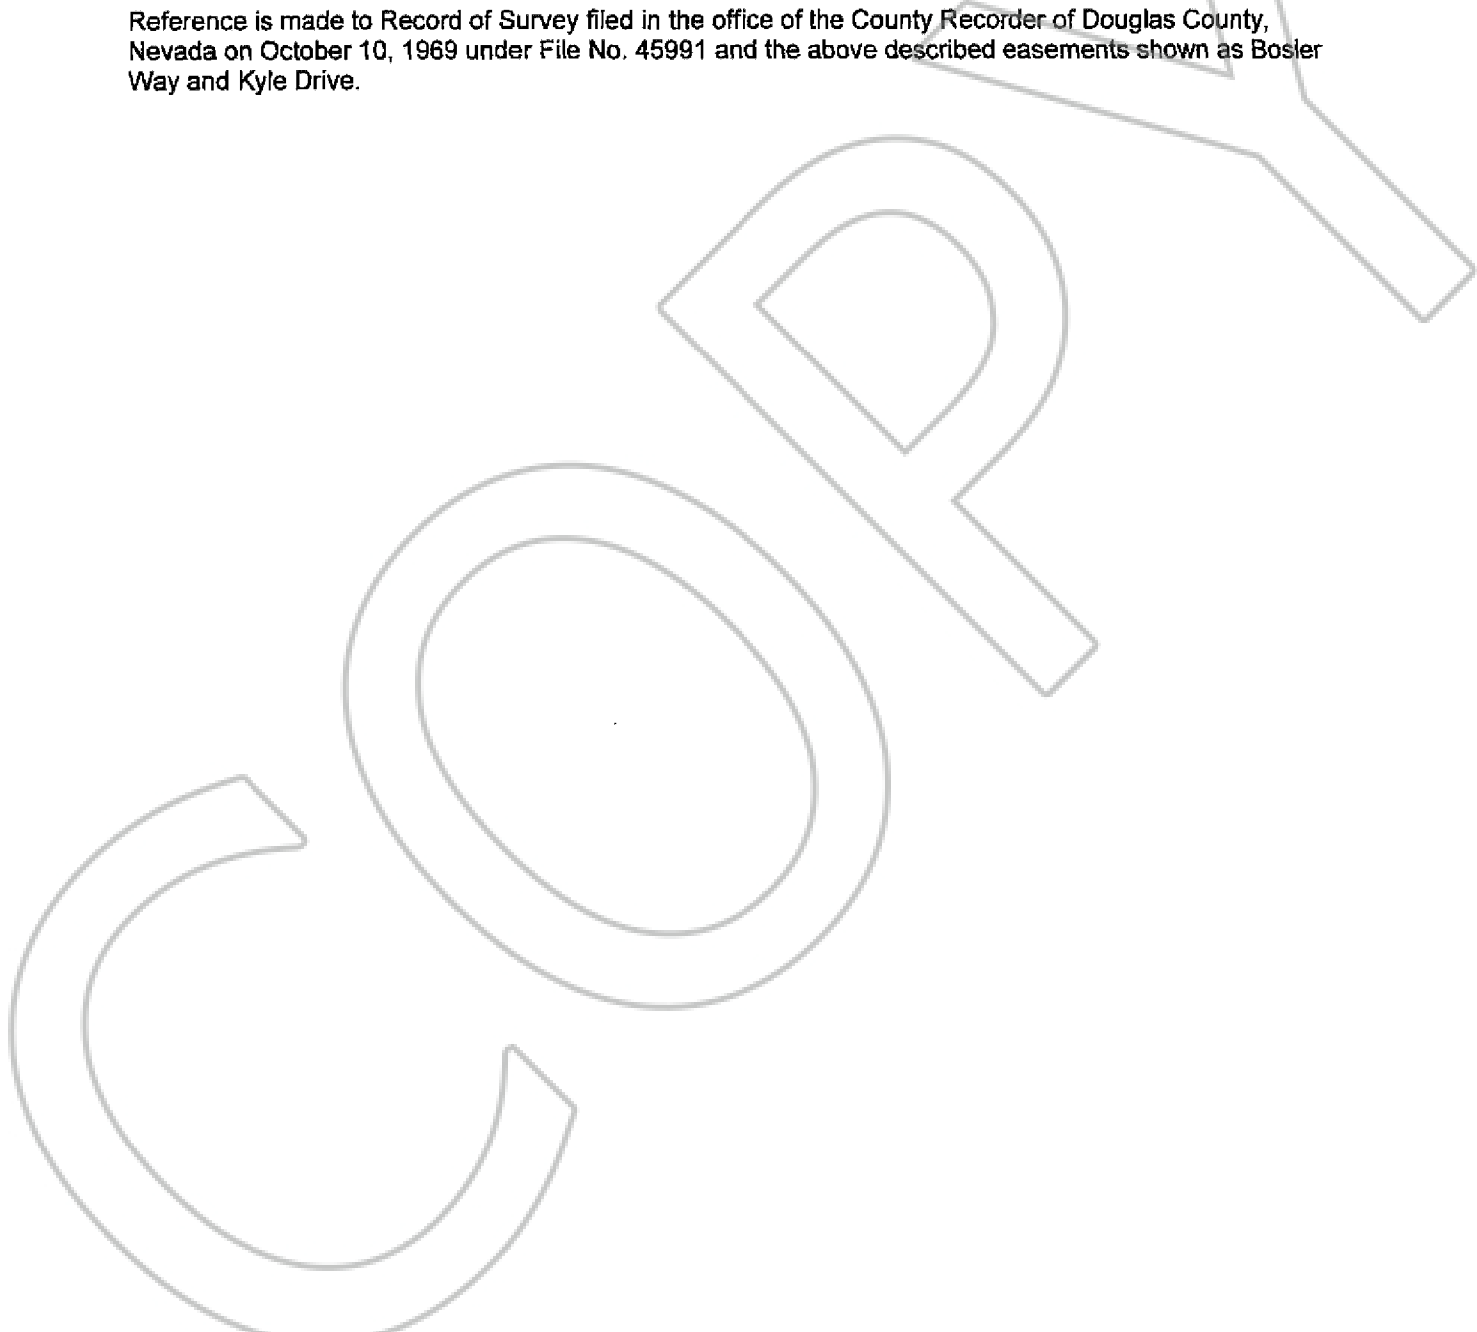 Reference is made to Record of Survey filed in the office of the County Recorder of Douglas County,
Nevada on October 10, 1969 under File No. 45991 and the above described easements shown as Bosler
Way and Kyle Drive.
COPY